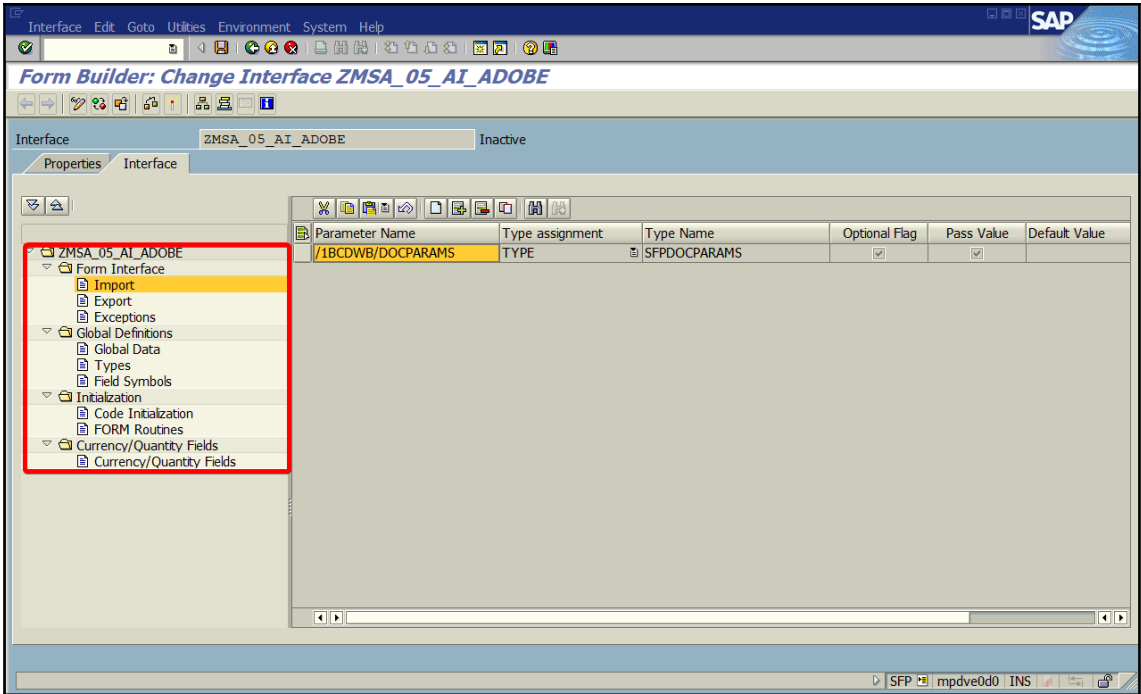 Interface Edit Goto Utilities Environment System Help
SAP
Form Builder: Change Interface ZMSA_05_AI_ADOBE
Interface ZMSA_05_AI_ADOBE Inactive
Properties Interface
Parameter Name Type assignment Type Name Optional Flag Pass Value Default Value
/1BCDWB/DOCPARAMS TYPE SFPDOCPARAMS
ZMSA_05_AI_ADOBE
Form Interface
Import
Export
Exceptions
Global Definitions
Global Data
Types
Field Symbols
Initialization
Code Initialization
FORM Routines
Currency/Quantity Fields
Currency/Quantity Fields
SFP mpdve0d0 INS